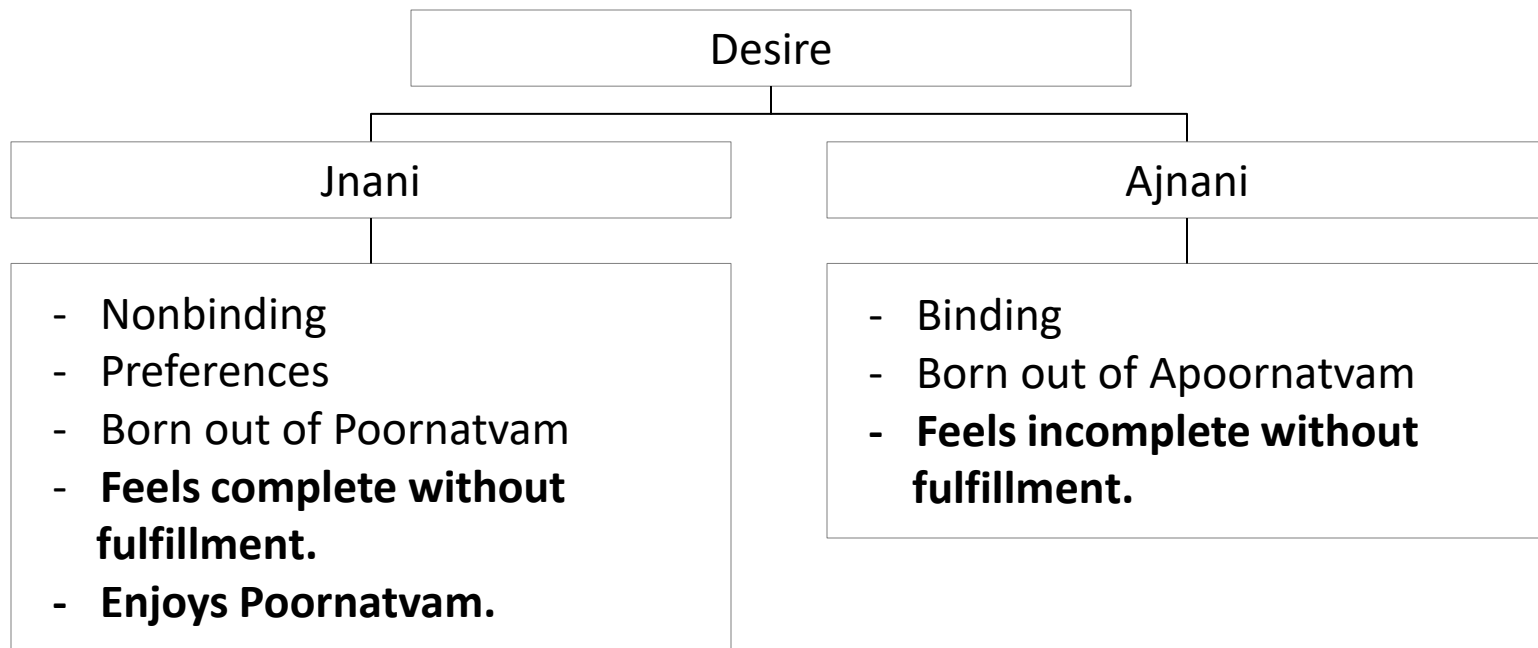 Desire
Jnani
- Nonbinding
- Preferences
- Born out of Poornatvam
- Feels complete without
fulfillment.
- Enjoys Poornatvam.
Ajnani
- Binding
- Born out of Apoornatvam
- Feels incomplete without
fulfillment.